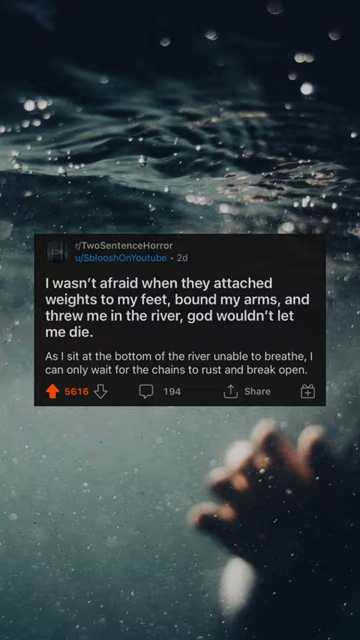 r/TwoSentenceHorror
u/SblooshOnYoutube • 2d
I wasn't afraid when they attached
weights to my feet, bound my arms, and
threw me in the river, god wouldn't let
me die.
As I sit at the bottom of the river unable to breathe, I
can only wait for the chains to rust and break open.
5616 194 Share